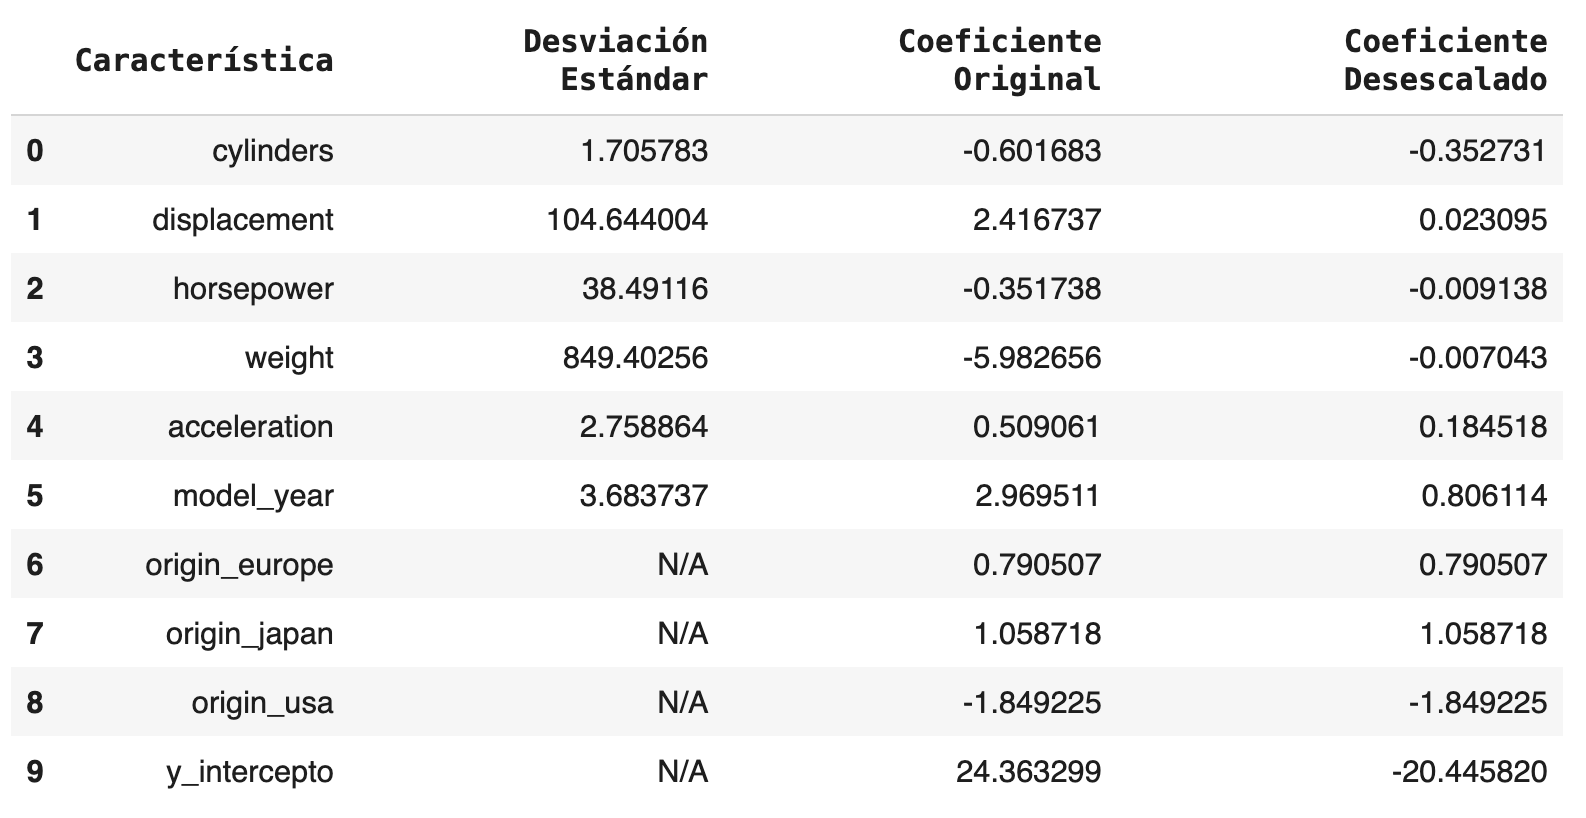 Característica Desviación Estándar Coeficiente Original Coeficiente Desescalado
0 cylinders 1.705783 -0.601683 -0.352731
1 displacement 104.644004 2.416737 0.023095
2 horsepower 38.49116 -0.351738 -0.009138
3 weight 849.40256 -5.982656 -0.007043
4 acceleration 2.758864 0.509061 0.184518
5 model_year 3.683737 2.969511 0.806114
6 origin_europe N/A 0.790507 0.790507
7 origin_japan N/A 1.058718 1.058718
8 origin_usa N/A -1.849225 -1.849225
9 y_intercepto N/A 24.363299 -20.445820